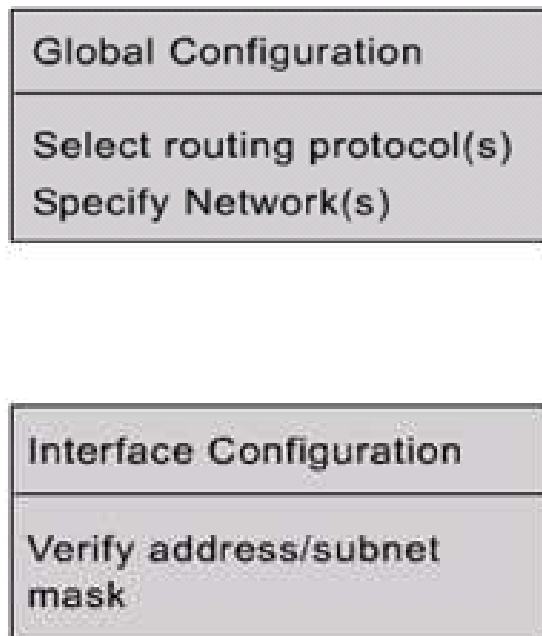 Global Configuration
Select routing protocol(s)
Specify Network(s)
Interface Configuration
Verify address/subnet
mask